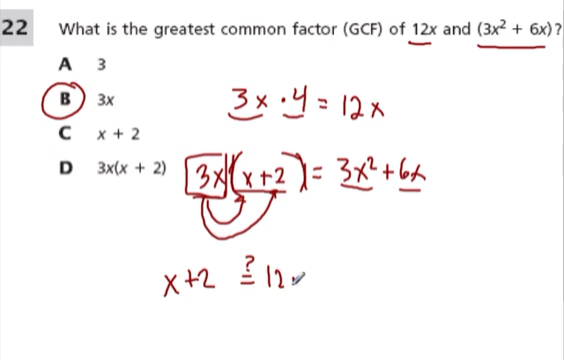 22 What is the greatest common factor (GCF) of 12x and (3x² + 6x)?
A 3
B 3x
3x · 4 = 12x
C x + 2
D 3x(x + 2)
3x(x+2) = 3x²+6x
x+2 ≟ 12